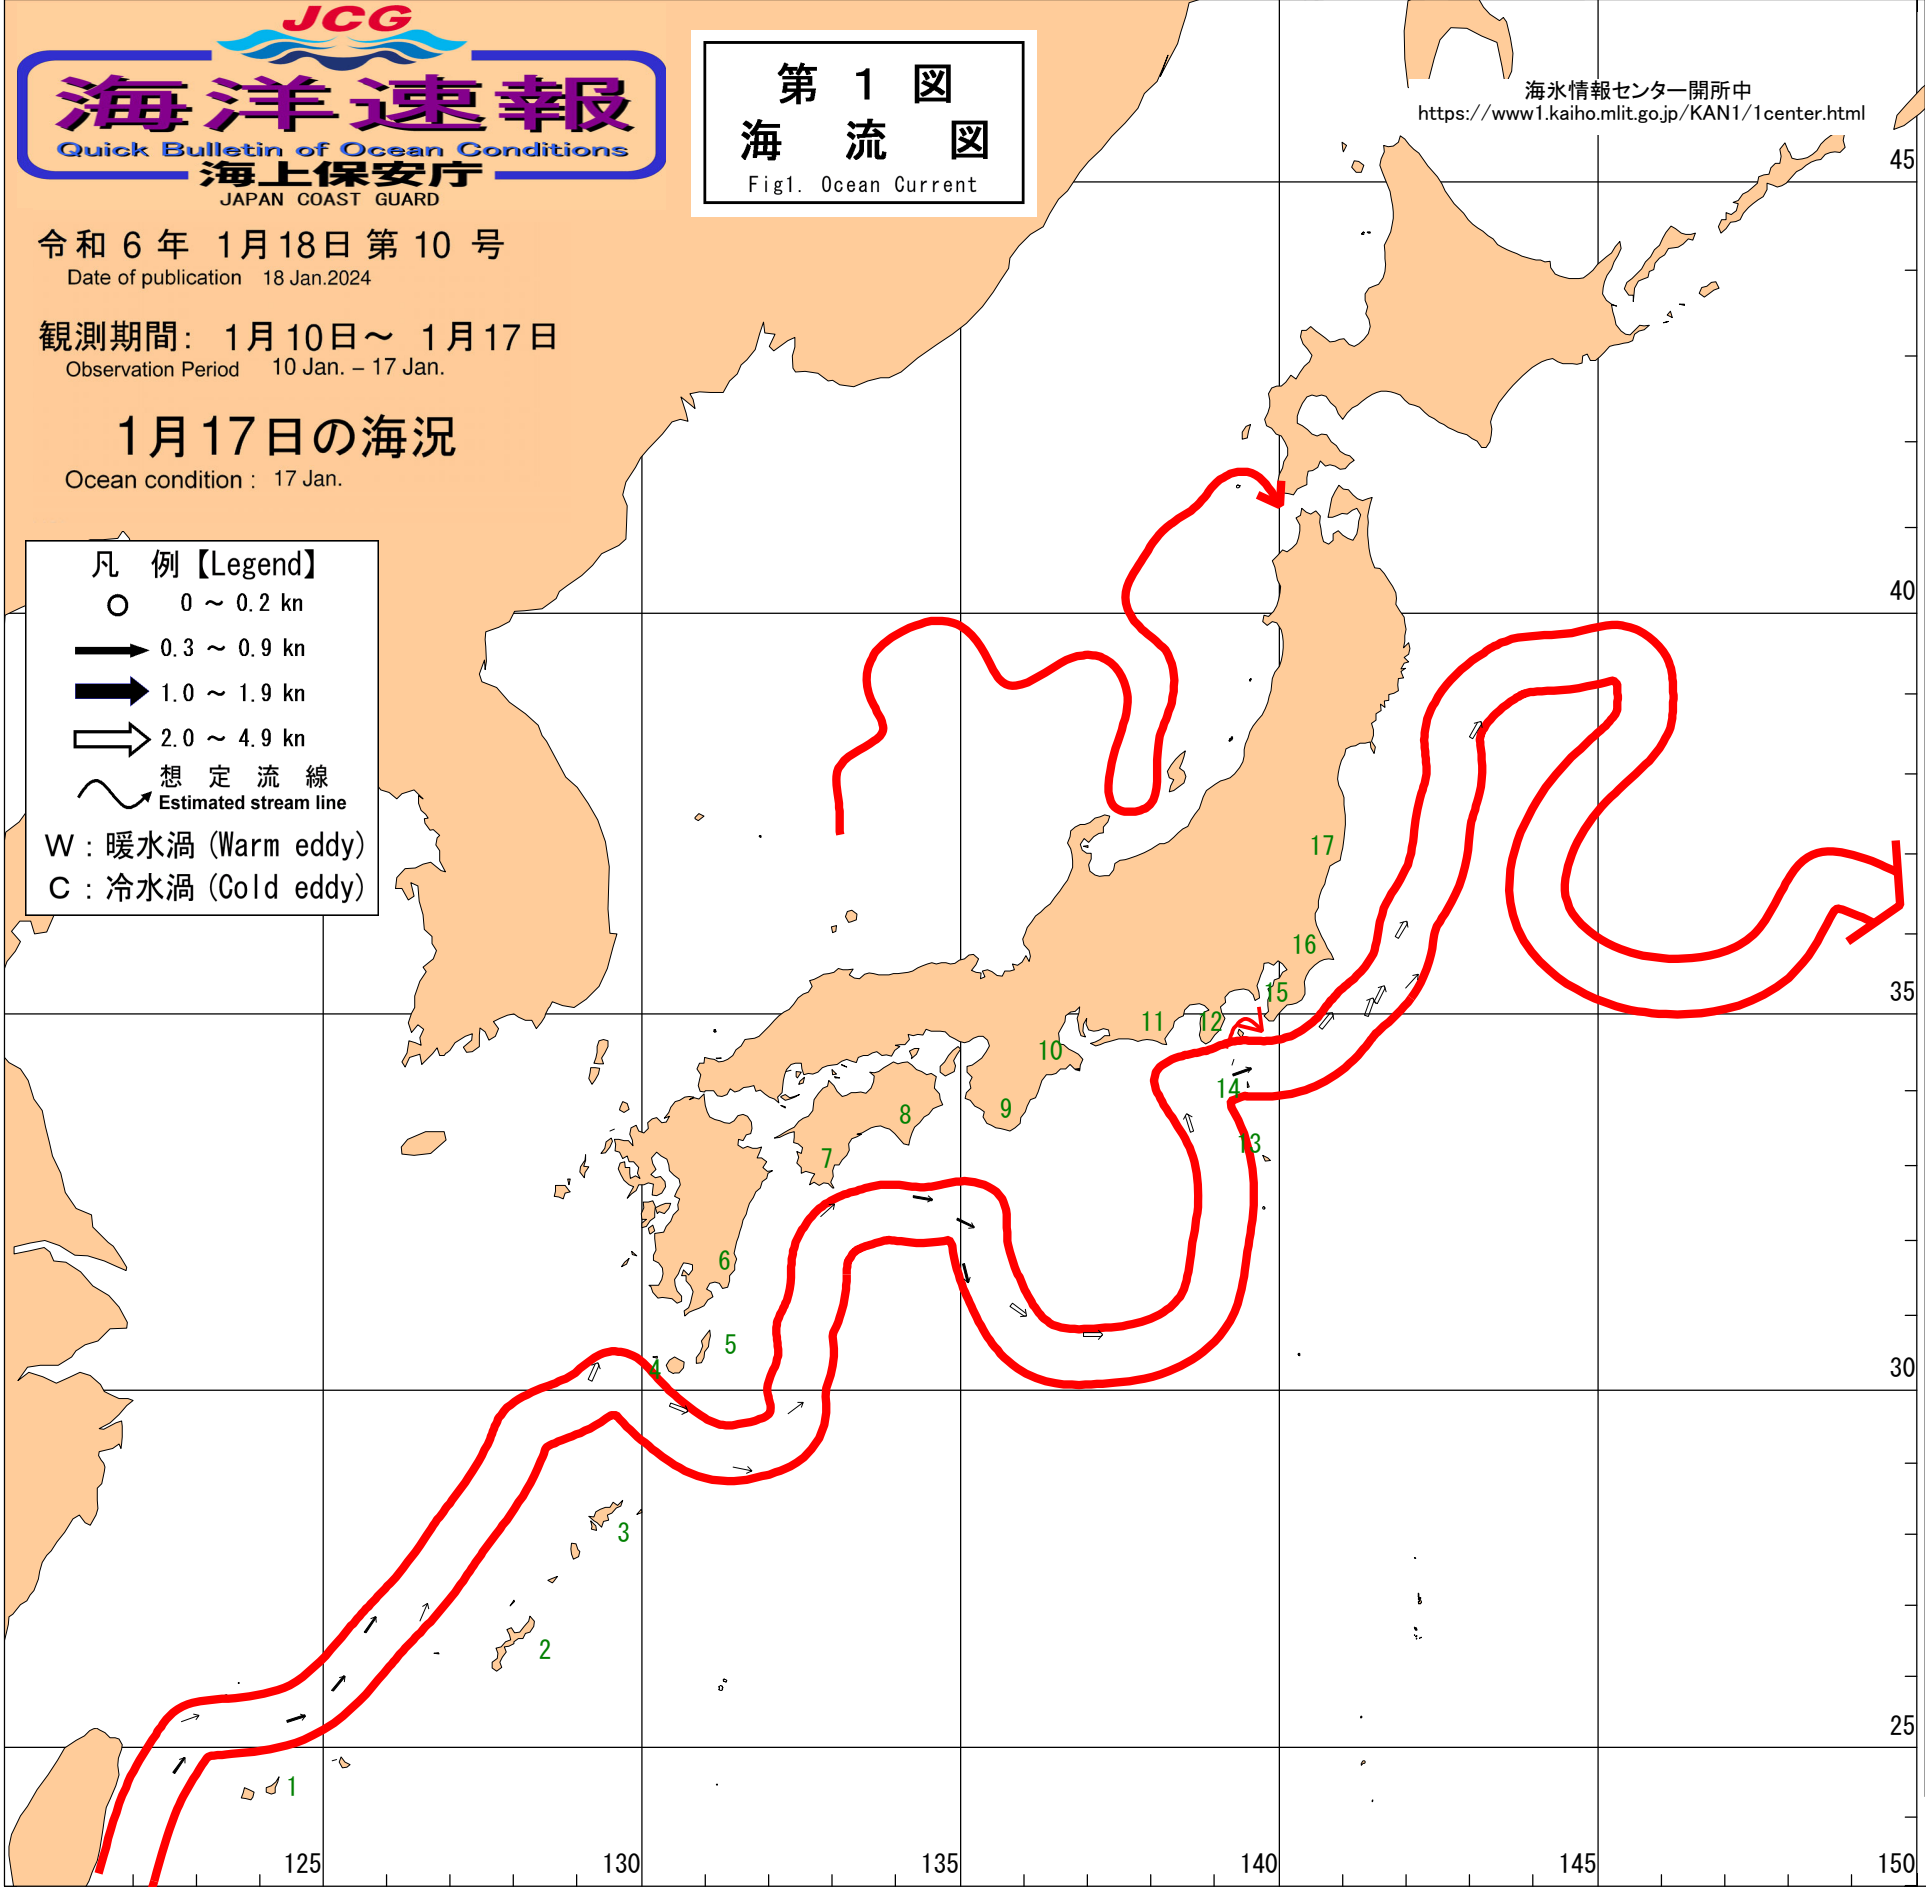 JCG
海洋速報
Quick Bulletin of Ocean Conditions
海上保安庁
JAPAN COAST GUARD
令和 6 年 1月18日 第 10 号
Date of publication 18 Jan.2024
観測期間: 1月10日～ 1月17日
Observation Period 10 Jan. – 17 Jan.
1月17日の海況
Ocean condition : 17 Jan.
第 1 図
海 流 図
Fig1. Ocean Current
海氷情報センター開所中
https://www1.kaiho.mlit.go.jp/KAN1/1center.html
凡 例【Legend】
0 ～ 0.2 kn
0.3 ～ 0.9 kn
1.0 ～ 1.9 kn
2.0 ～ 4.9 kn
想 定 流 線
Estimated stream line
W : 暖水渦 (Warm eddy)
C : 冷水渦 (Cold eddy)
45
40
17
16
35
15
12
11
10
14
9
8
13
7
6
5
4
30
3
2
25
1
125
130
135
140
145
150